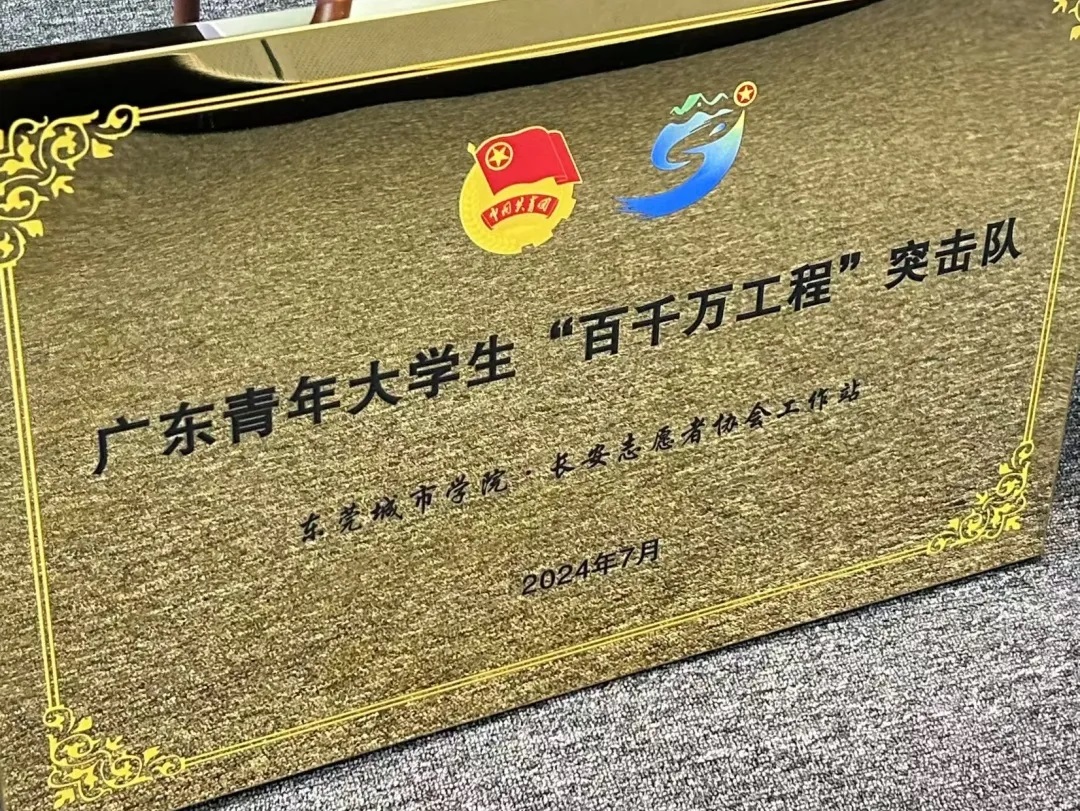 中国共青团
广东青年大学生“百千万工程”突击队
东莞城市学院·长安志愿者协会工作站
2024年7月